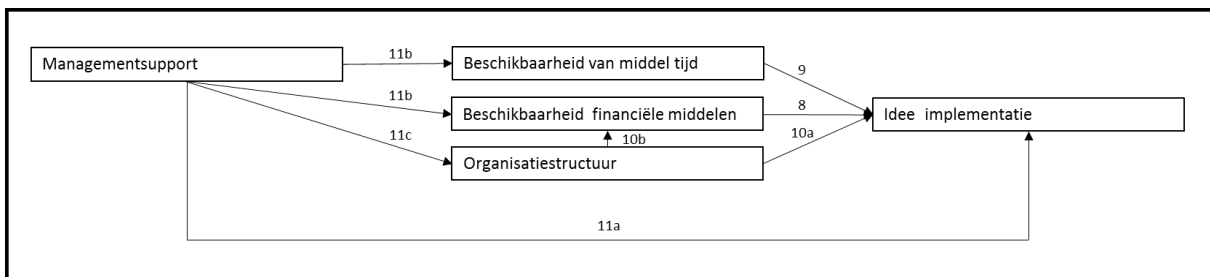 11b
Managementsupport
Beschikbaarheid van middel tijd
9
11b
Beschikbaarheid financiële middelen
8
Idee implementatie
11c
10b
10a
Organisatiestructuur
11a